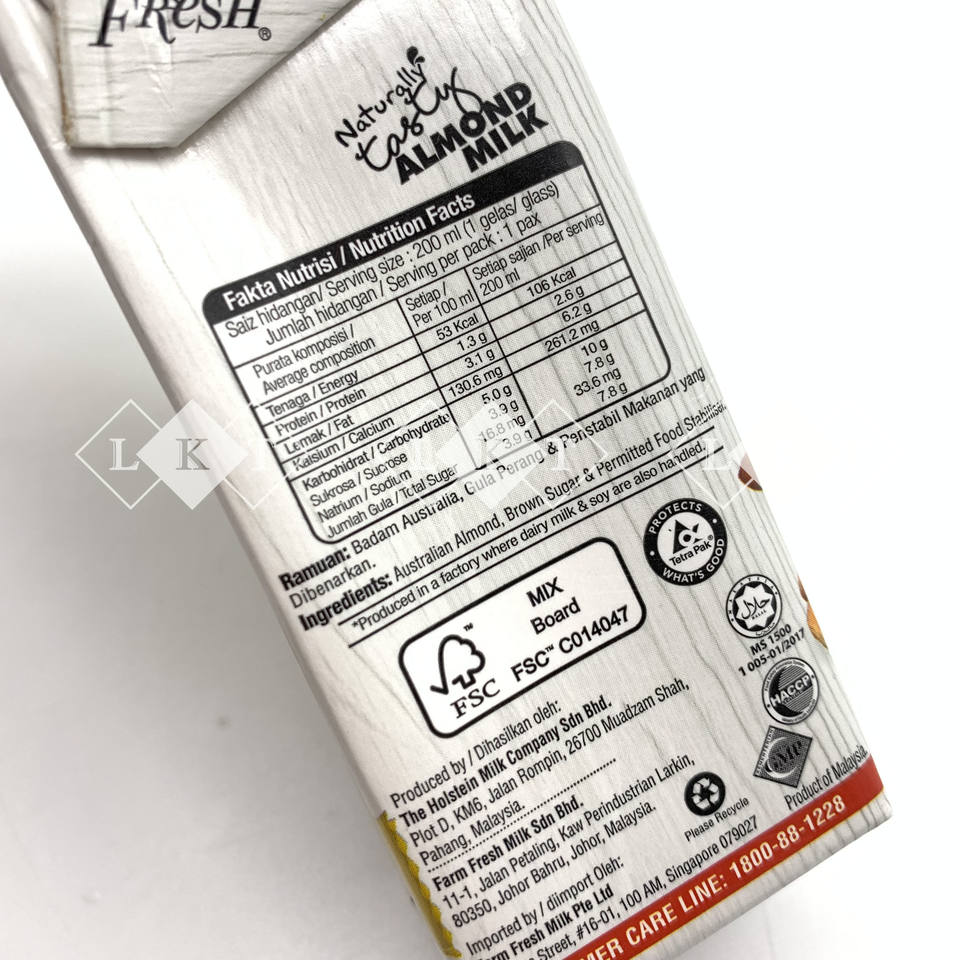 FRESH®
Naturally
tasty
ALMOND
MILK
Fakta Nutrisi / Nutrition Facts
Saiz hidangan/ Serving size : 200 ml (1 gelas/ glass)
Jumlah hidangan / Serving per pack : 1 pax
Purata komposisi / Average composition Setiap / Per 100 ml Setiap sajian /Per serving 200 ml
Tenaga / Energy 53 Kcal 106 Kcal
Protein / Protein 1.3 g 2.6 g
Lemak / Fat 3.1 g 6.2 g
Kalsium / Calcium 130.6 mg 261.2 mg
Karbohidrat / Carbohydrate 5.0 g 10 g
Sukrosa / Sucrose 3.9 g 7.8 g
Natrium / Sodium 16.8 mg 33.6 mg
Jumlah Gula / Total Sugar 3.9 g 7.8 g
Ramuan: Badam Australia, Gula Perang & Penstabil Makanan yang
Dibenarkan.
Ingredients: Australian Almond, Brown Sugar & Permitted Food Stabiliser.
*Produced in a factory where dairy milk & soy are also handled.
PROTECTS
Tetra Pak®
WHAT'S GOOD
FSC™
MIX
Board
FSC™ C014047
حلال
HALAL
MS 1500
1 005-01/2017
HACCP
GMP
Product of Malaysia.
Produced by / Dihasilkan oleh:
The Holstein Milk Company Sdn Bhd.
Plot D, KM6, Jalan Rompin, 26700 Muadzam Shah,
Pahang, Malaysia.
Farm Fresh Milk Sdn Bhd.
11-1, Jalan Petaling, Kaw Perindustrian Larkin,
80350, Johor Bahru, Johor, Malaysia.
Please Recycle
Imported by / diimport Oleh:
Farm Fresh Milk Pte Ltd
Street, #16-01, 100 AM, Singapore 079027
CARE LINE: 1800-88-1228
L K T
L K T
L